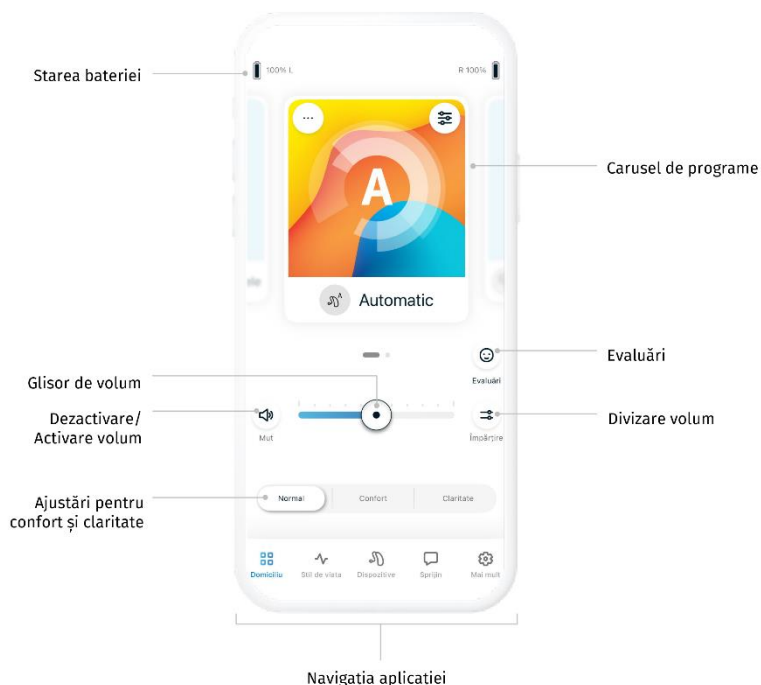 Starea bateriei
100% L
R 100%
...
A
Carusel de programe
A
Automatic
Evaluări
Evaluări
Glisor de volum
Dezactivare/
Activare volum
Mut
Împărțire
Divizare volum
Ajustări pentru
confort și claritate
Normal
Confort
Claritate
Domiciliu
Stil de viata
Dispozitive
Sprijin
Mai mult
Navigația aplicației